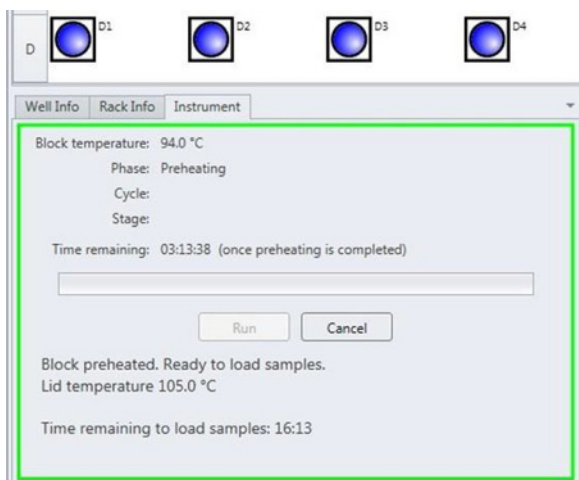 D D1 D2 D3 D4
Well Info Rack Info Instrument
Block temperature: 94.0 °C
Phase: Preheating
Cycle:
Stage:
Time remaining: 03:13:38 (once preheating is completed)
Run Cancel
Block preheated. Ready to load samples.
Lid temperature 105.0 °C
Time remaining to load samples: 16:13